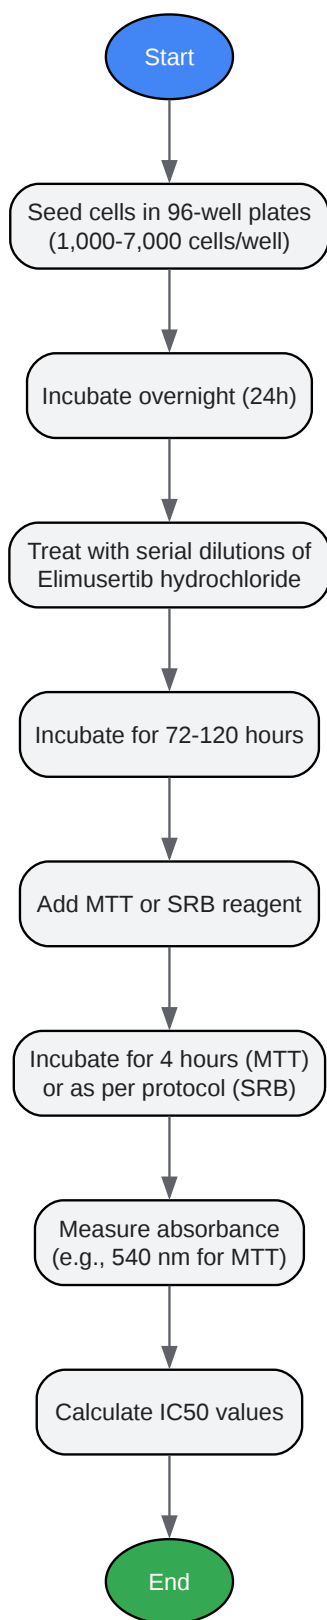 Start
Seed cells in 96-well plates
(1,000-7,000 cells/well)
Incubate overnight (24h)
Treat with serial dilutions of
Elimusertib hydrochloride
Incubate for 72-120 hours
Add MTT or SRB reagent
Incubate for 4 hours (MTT)
or as per protocol (SRB)
Measure absorbance
(e.g., 540 nm for MTT)
Calculate IC50 values
End